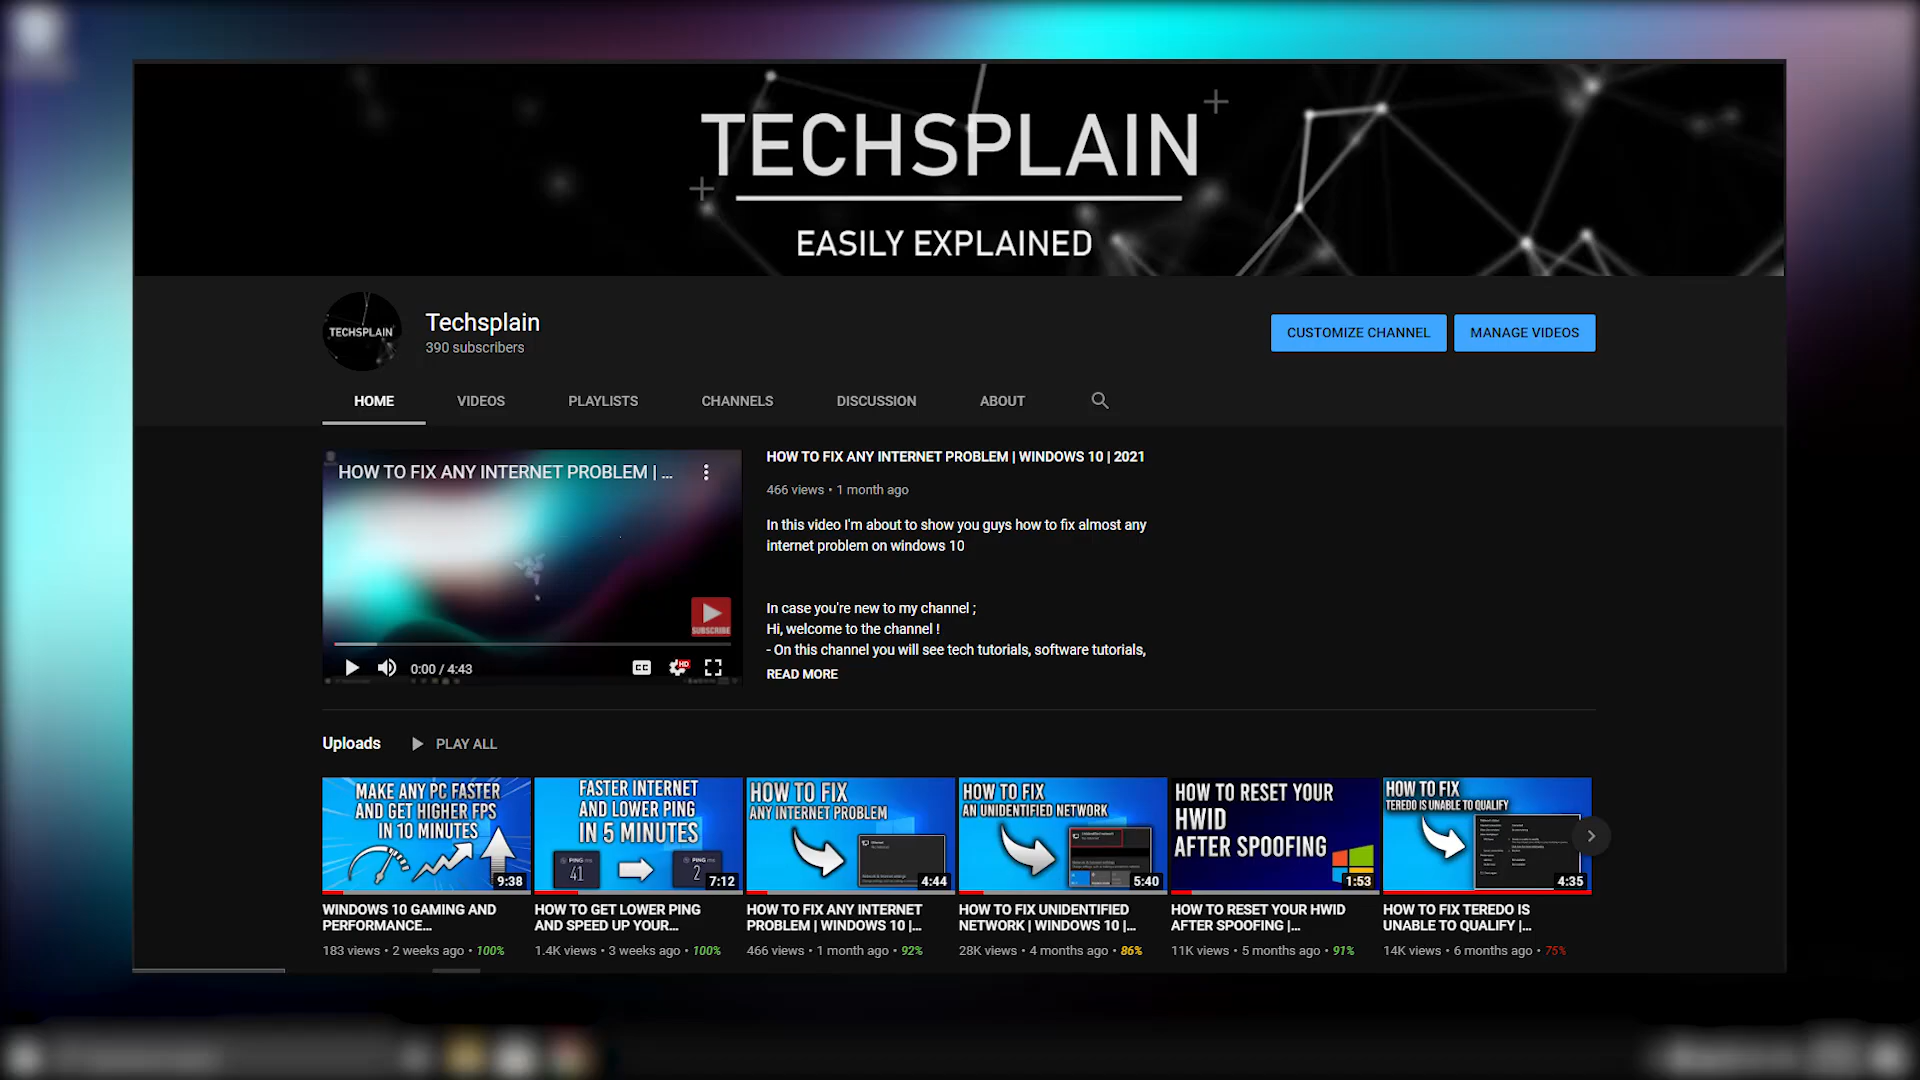 TECHSPLAIN
EASILY EXPLAINED
TECHSPLAIN
Techsplain
390 subscribers
CUSTOMIZE CHANNEL
MANAGE VIDEOS
HOME
VIDEOS
PLAYLISTS
CHANNELS
DISCUSSION
ABOUT
HOW TO FIX ANY INTERNET PROBLEM | ...
SUBSCRIBE
0:00 / 4:43
CC
HD
HOW TO FIX ANY INTERNET PROBLEM | WINDOWS 10 | 2021
466 views • 1 month ago
In this video I'm about to show you guys how to fix almost any
internet problem on windows 10
In case you're new to my channel ;
Hi, welcome to the channel !
- On this channel you will see tech tutorials, software tutorials,
READ MORE
Uploads
PLAY ALL
MAKE ANY PC FASTER
AND GET HIGHER FPS
IN 10 MINUTES
9:38
WINDOWS 10 GAMING AND
PERFORMANCE...
183 views • 2 weeks ago • 100%
FASTER INTERNET
AND LOWER PING
IN 5 MINUTES
PING ms
41
PING ms
2
7:12
HOW TO GET LOWER PING
AND SPEED UP YOUR...
1.4K views • 3 weeks ago • 100%
HOW TO FIX
ANY INTERNET PROBLEM
4:44
HOW TO FIX ANY INTERNET
PROBLEM | WINDOWS 10 |...
466 views • 1 month ago • 92%
HOW TO FIX
AN UNIDENTIFIED NETWORK
5:40
HOW TO FIX UNIDENTIFIED
NETWORK | WINDOWS 10 |...
28K views • 4 months ago • 86%
HOW TO RESET YOUR
HWID
AFTER SPOOFING
1:53
HOW TO RESET YOUR HWID
AFTER SPOOFING |...
11K views • 5 months ago • 91%
HOW TO FIX
TEREDO IS UNABLE TO QUALIFY
4:35
HOW TO FIX TEREDO IS
UNABLE TO QUALIFY |...
14K views • 6 months ago • 75%